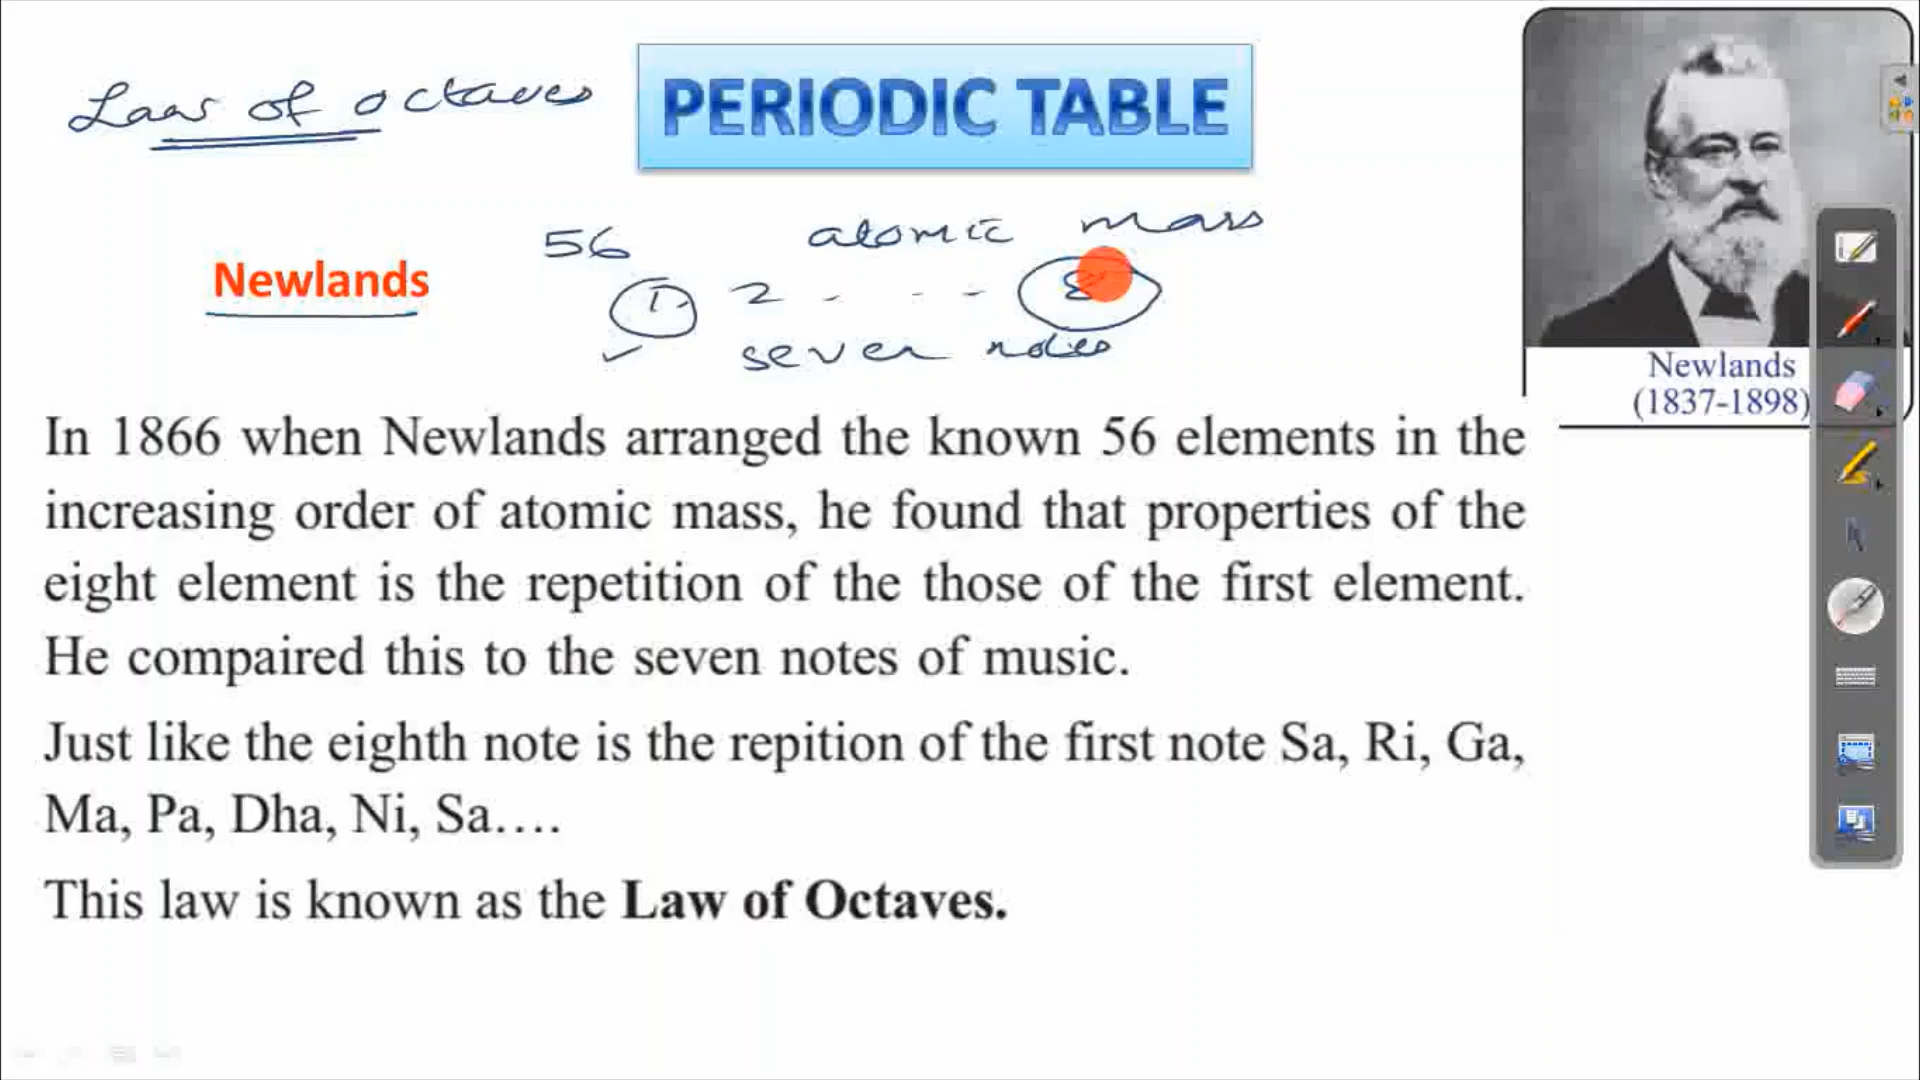 Law of octaves
PERIODIC TABLE
56 atomic mass
Newlands
1 2 . . - 8
seven notes
Newlands
(1837-1898)
In 1866 when Newlands arranged the known 56 elements in the
increasing order of atomic mass, he found that properties of the
eight element is the repetition of the those of the first element.
He compaired this to the seven notes of music.
Just like the eighth note is the repition of the first note Sa, Ri, Ga,
Ma, Pa, Dha, Ni, Sa….
This law is known as the Law of Octaves.